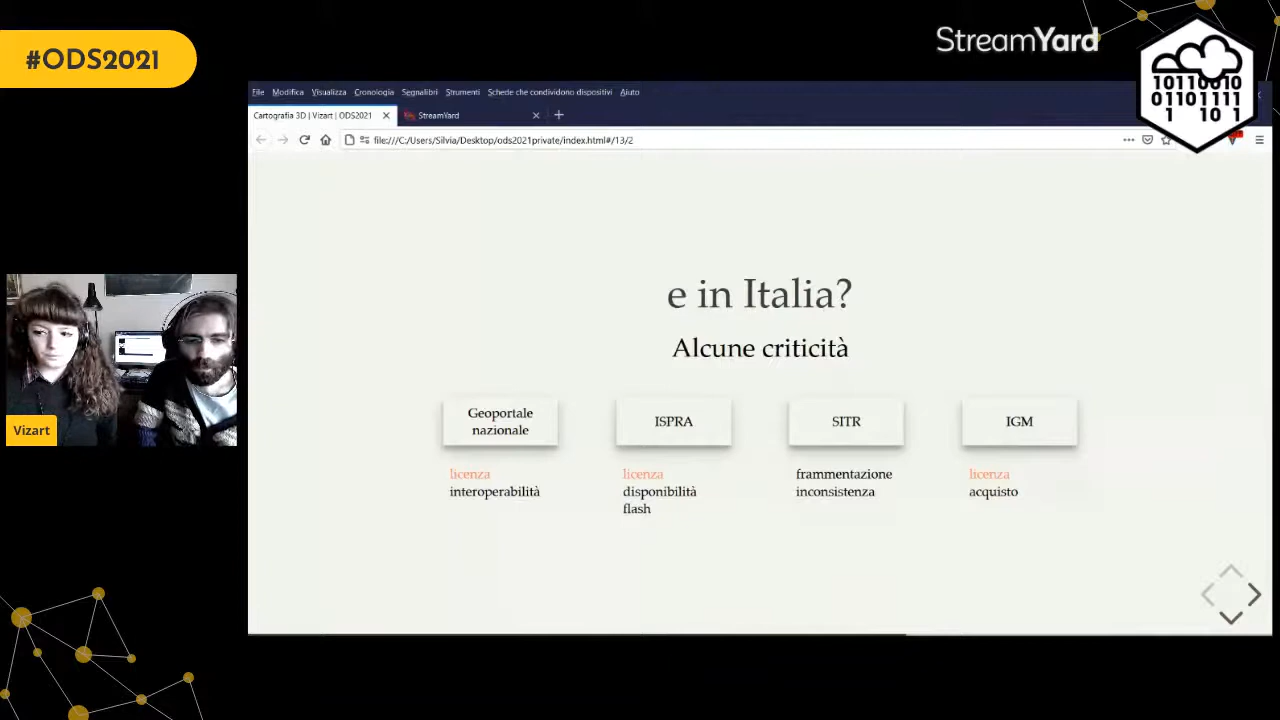 #ODS2021
StreamYard
10110010
01101111
1 10 1
File Modifica Visualizza Cronologia Segnalibri Strumenti Schede che condividono dispositivi Aiuto
Cartografia 3D | Vizart | ODS2021
StreamYard
file:///C:/Users/Silvia/Desktop/ods2021private/index.html#/13/2
e in Italia?
Alcune criticità
Geoportale
nazionale
licenza
interoperabilità
ISPRA
licenza
disponibilità
flash
SITR
frammentazione
inconsistenza
IGM
licenza
acquisto
Vizart